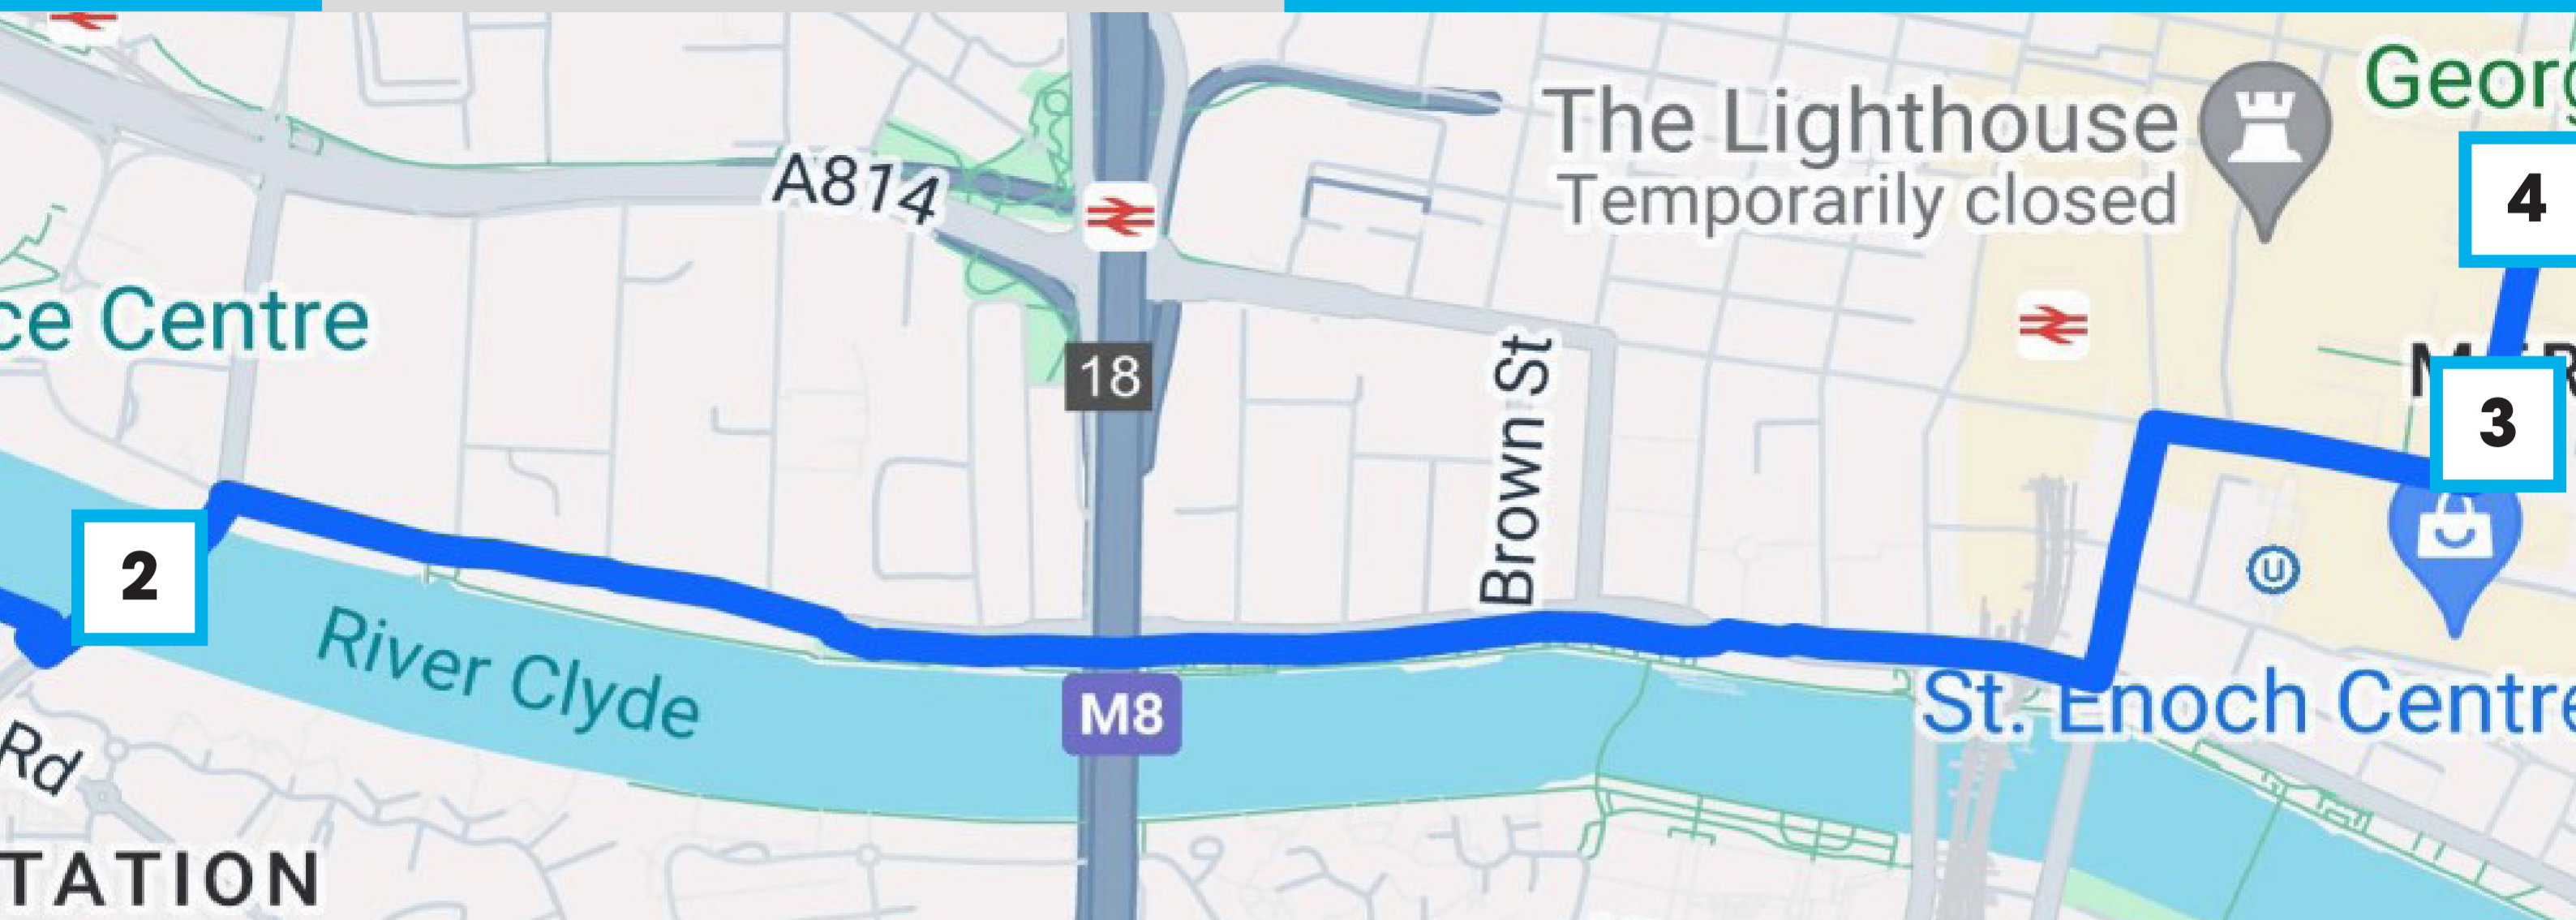 Georg
The Lighthouse
Temporarily closed
4
A814
ce Centre
18
Brown St
3
2
U
River Clyde
M8
St. Enoch Centre
Rd
TATION